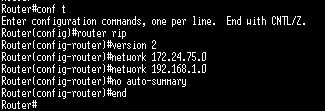 Router#conf t
Enter configuration commands, one per line.  End with CNTL/Z.
Router(config)#router rip
Router(config-router)#version 2
Router(config-router)#network 172.24.75.0
Router(config-router)#network 192.168.1.0
Router(config-router)#no auto-summary
Router(config-router)#end
Router#